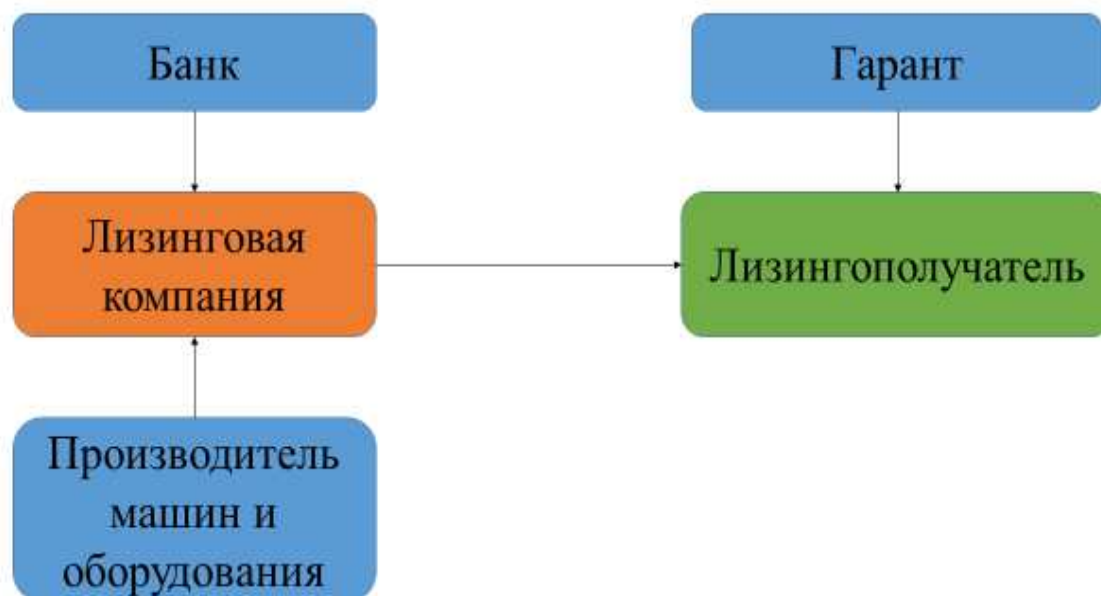 Банк
Гарант
Лизинговая
компания
Лизингополучатель
Производитель
машин и
оборудования